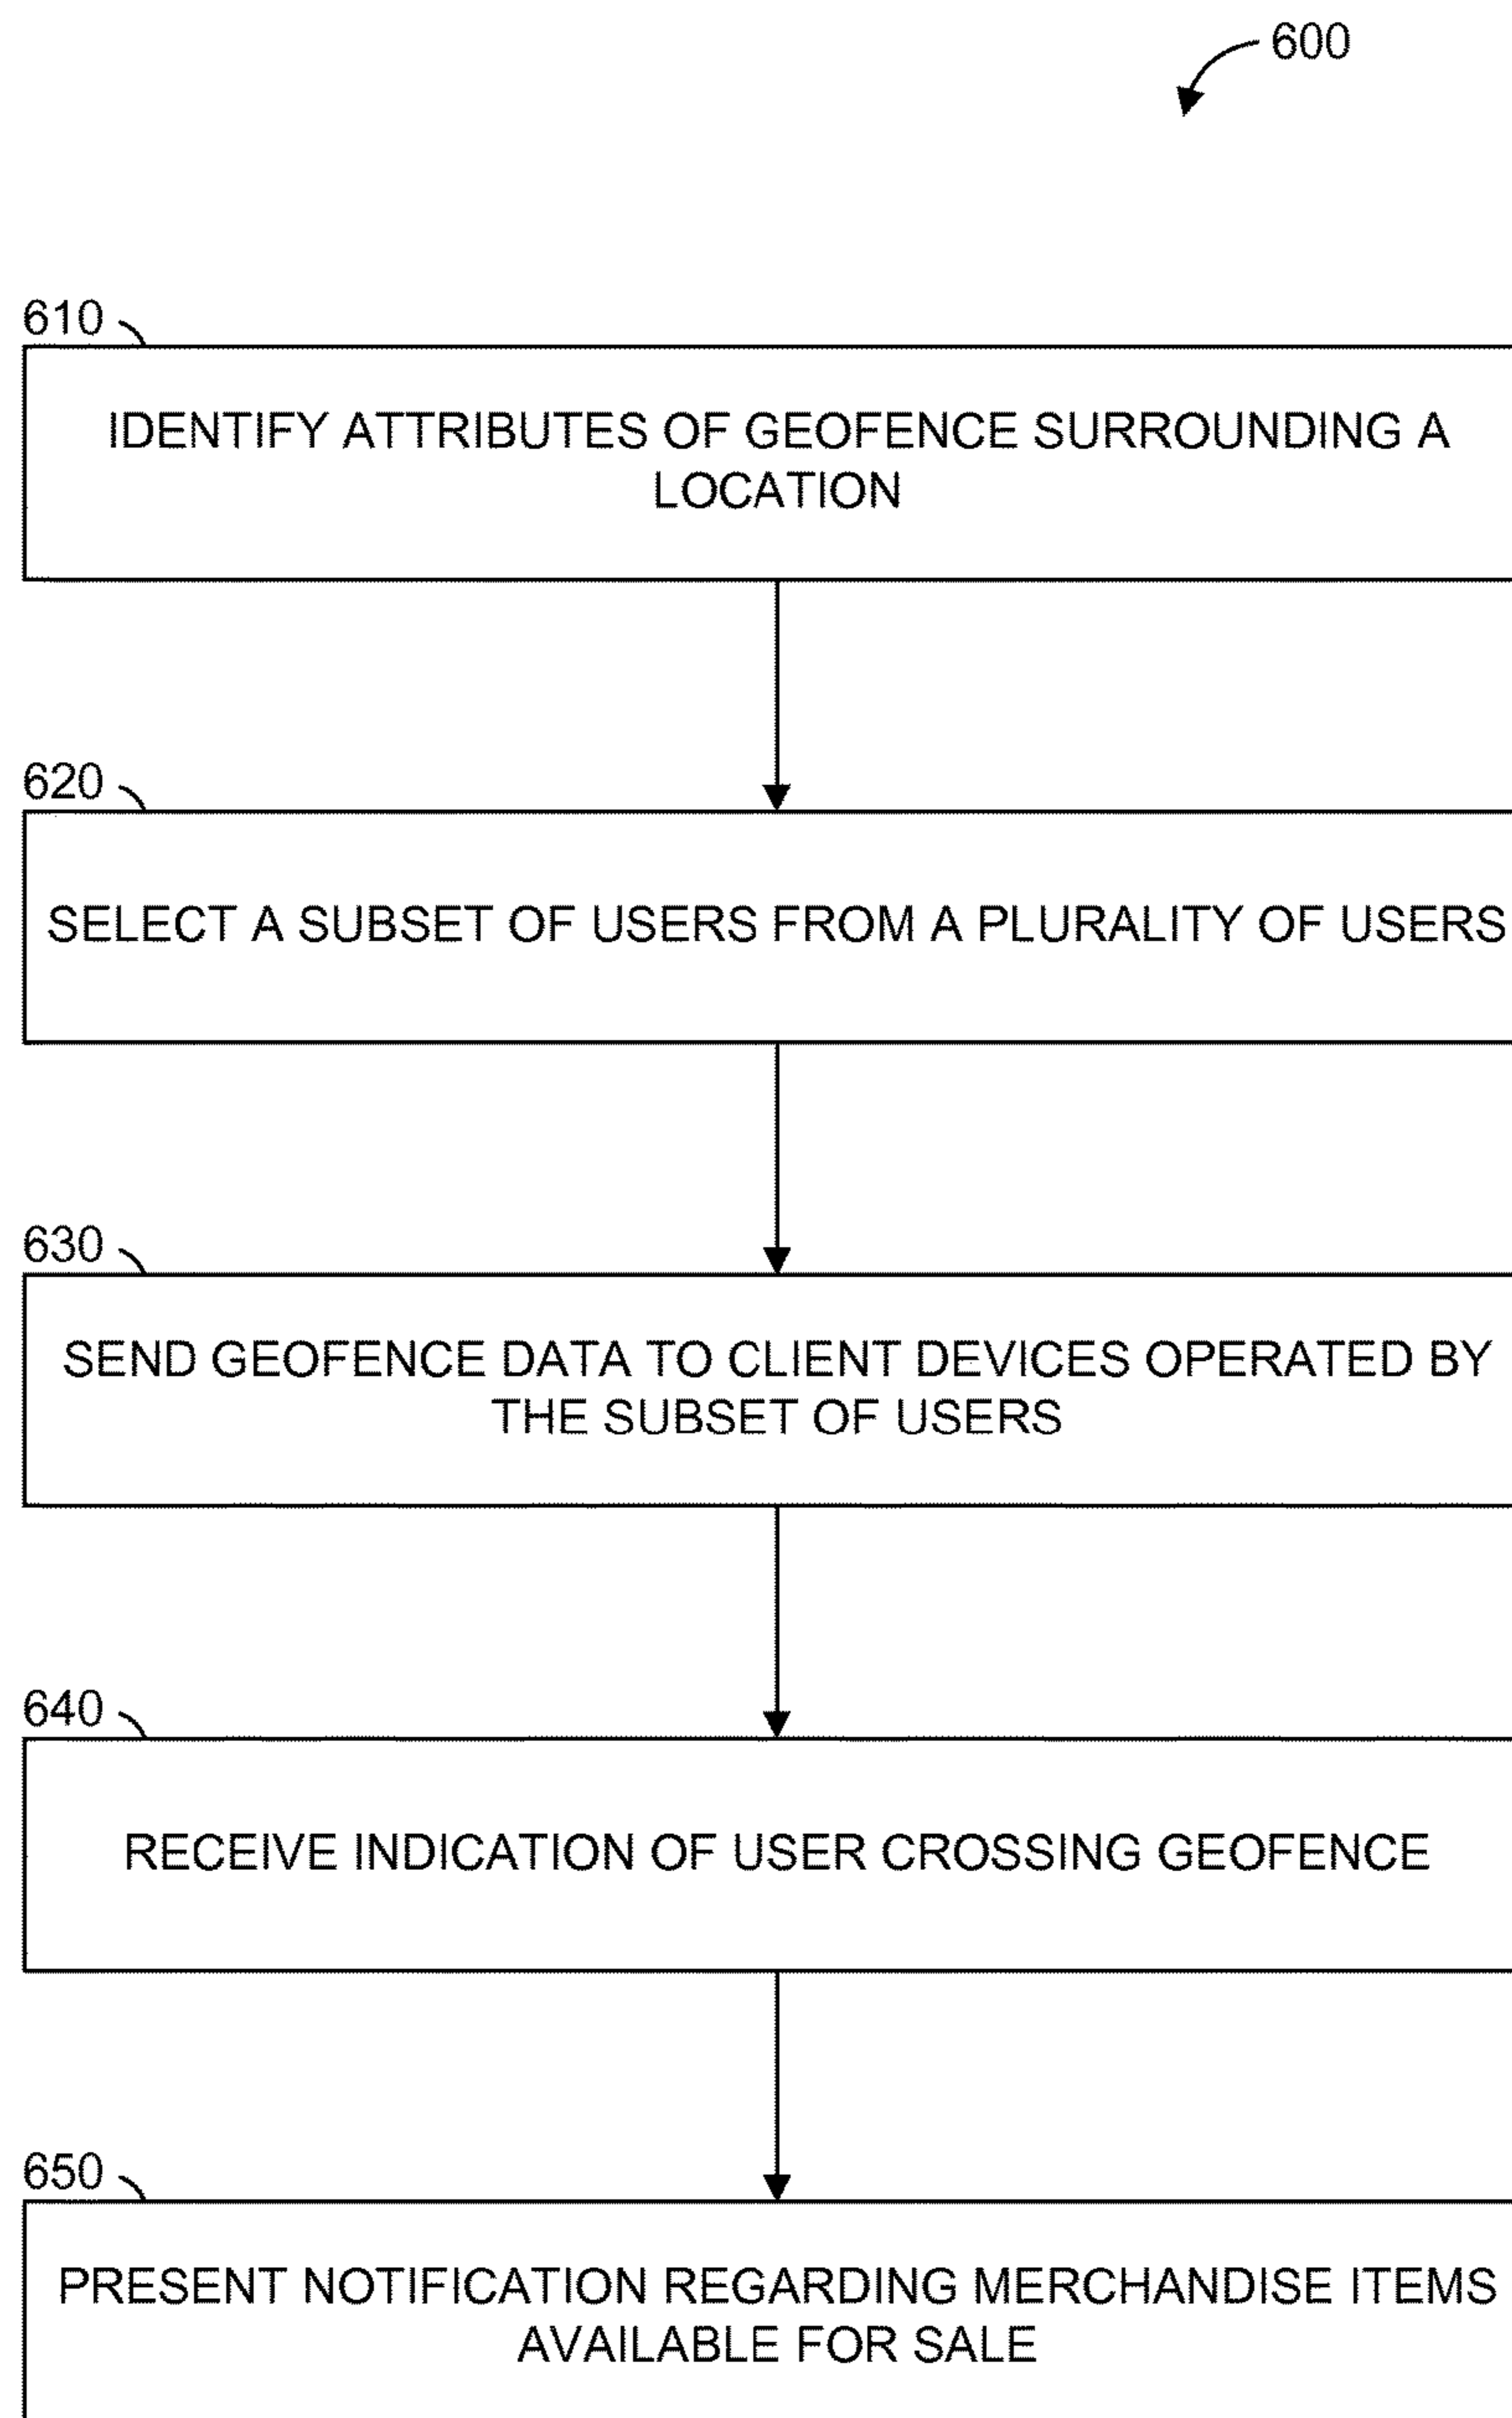 600
610
IDENTIFY ATTRIBUTES OF GEOFENCE SURROUNDING A
LOCATION
620
SELECT A SUBSET OF USERS FROM A PLURALITY OF USERS
630
SEND GEOFENCE DATA TO CLIENT DEVICES OPERATED BY
THE SUBSET OF USERS
640
RECEIVE INDICATION OF USER CROSSING GEOFENCE
650
PRESENT NOTIFICATION REGARDING MERCHANDISE ITEMS
AVAILABLE FOR SALE